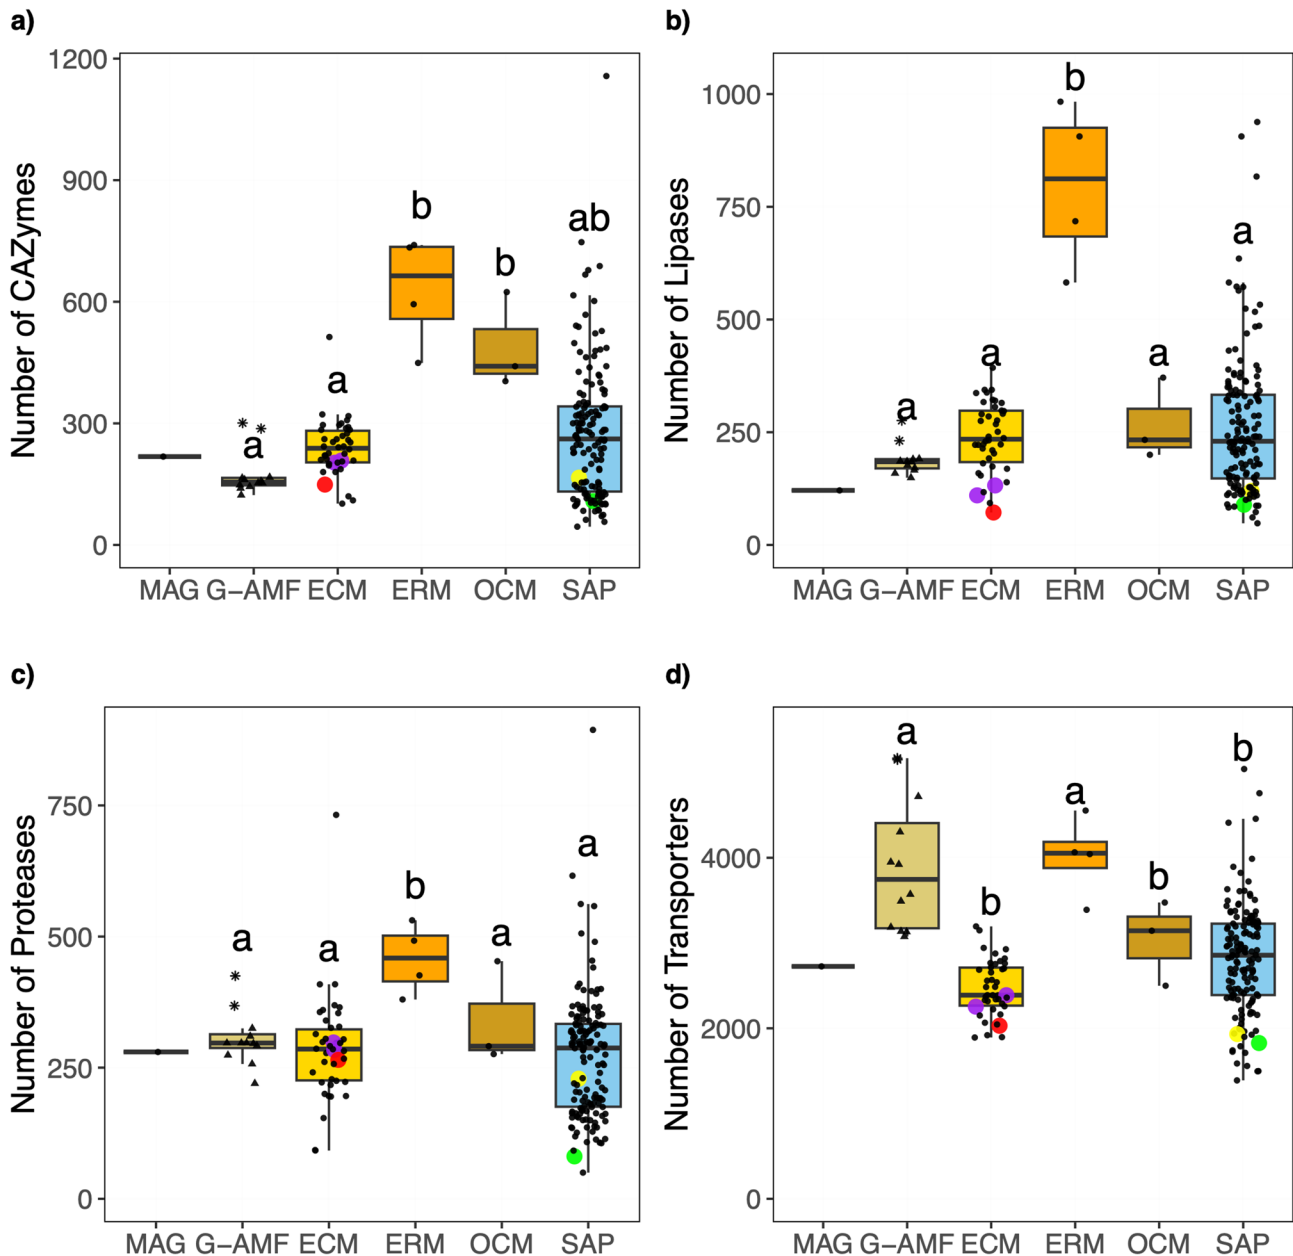 a)
Number of CAZymes
1200
900
600
300
0
a
a
b
b
ab
MAG G-AMF ECM ERM OCM SAP
b)
Number of Lipases
1000
750
500
250
0
a
a
b
a
a
MAG G-AMF ECM ERM OCM SAP
c)
Number of Proteases
750
500
250
0
a
a
b
a
a
MAG G-AMF ECM ERM OCM SAP
d)
Number of Transporters
4000
2000
0
a
b
a
b
b
MAG G-AMF ECM ERM OCM SAP